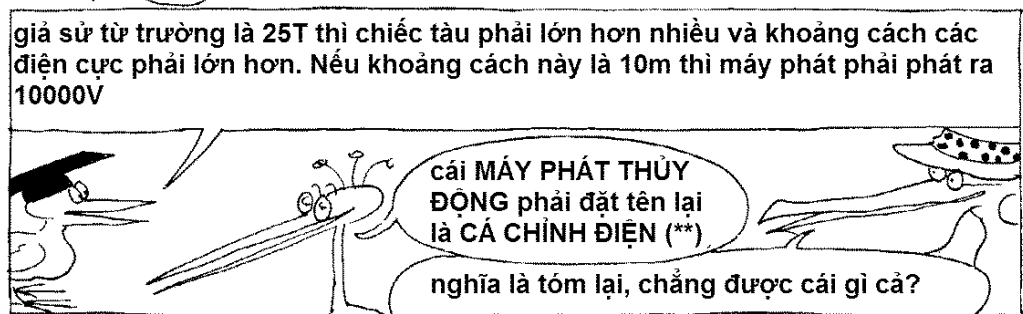 giả sử từ trường là 25T thì chiếc tàu phải lớn hơn nhiều và khoảng cách các
điện cực phải lớn hơn. Nếu khoảng cách này là 10m thì máy phát phải phát ra
10000V
cái MÁY PHÁT THỦY
ĐỘNG phải đặt tên lại
là CÁ CHỈNH ĐIỆN (**)
nghĩa là tóm lại, chẳng được cái gì cả?